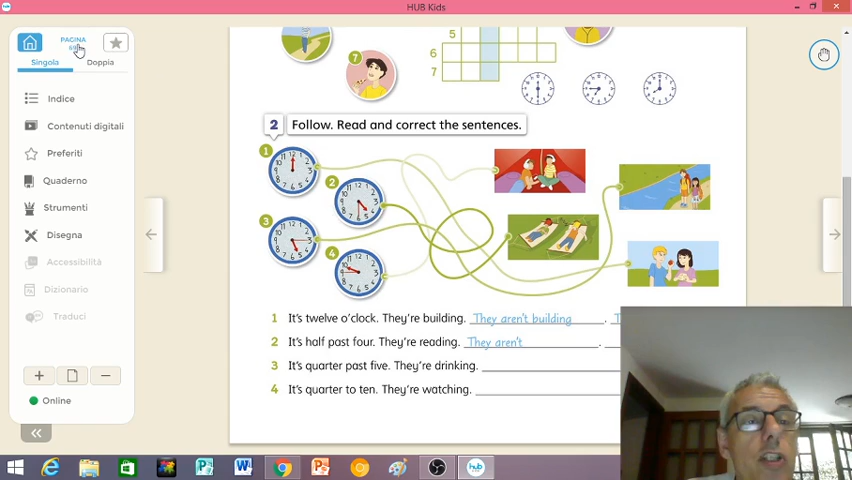 hub HUB Kids
PAGINA
Singola Doppia
Indice
Contenuti digitali
Preferiti
Quaderno
Strumenti
Disegna
Accessibilità
Dizionario
Traduci
Online
5
6
7
7
2 Follow. Read and correct the sentences.
1
2
3
4
1 It's twelve o'clock. They're building. They aren't building. T
2 It's half past four. They're reading. They aren't
3 It's quarter past five. They're drinking.
4 It's quarter to ten. They're watching.
hub